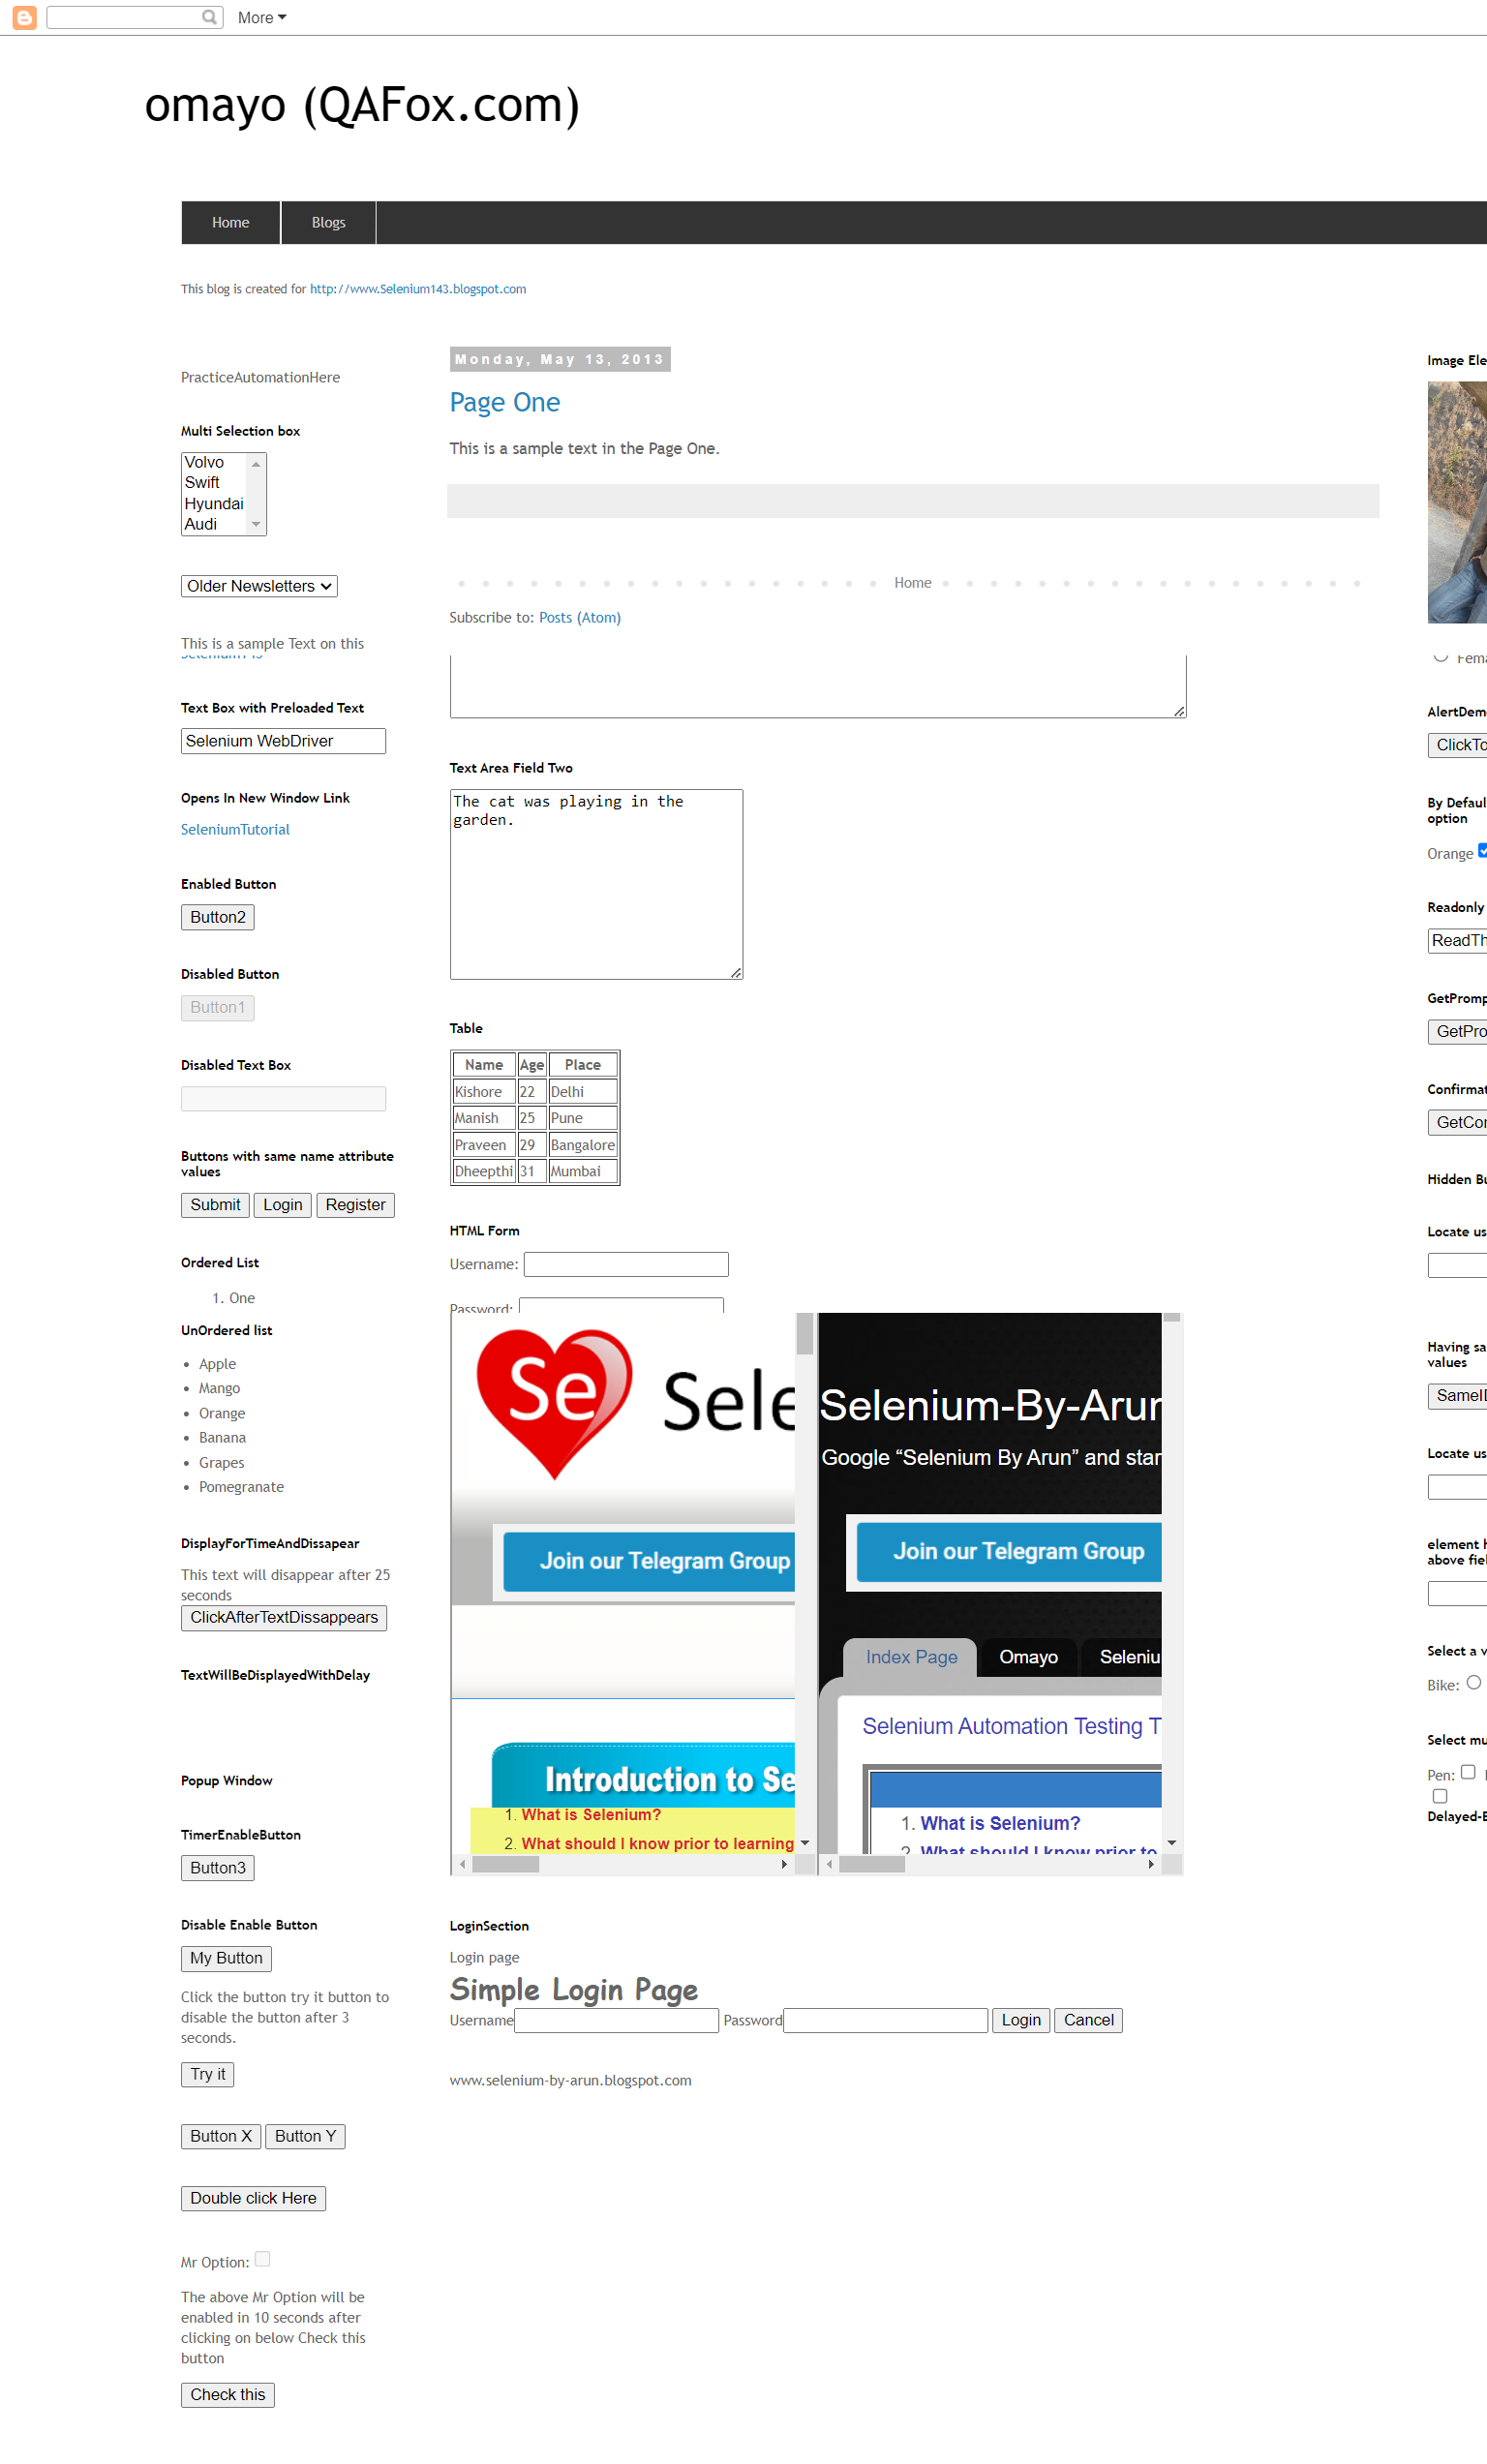 More
omayo (QAFox.com)
Home
Blogs
This blog is created for http://www.Selenium143.blogspot.com
PracticeAutomationHere
Multi Selection box
Volvo
Swift
Hyundai
Audi
Older Newsletters
This is a sample Text on this
Text Box with Preloaded Text
Selenium WebDriver
Opens In New Window Link
SeleniumTutorial
Enabled Button
Button2
Disabled Button
Button1
Disabled Text Box
Buttons with same name attribute
values
Submit Login Register
Ordered List
1. One
UnOrdered list
Apple
Mango
Orange
Banana
Grapes
Pomegranate
DisplayForTimeAndDissapear
This text will disappear after 25
seconds
ClickAfterTextDissappears
TextWillBeDisplayedWithDelay
Popup Window
TimerEnableButton
Button3
Disable Enable Button
My Button
Click the button try it button to
disable the button after 3
seconds.
Try it
Button X Button Y
Double click Here
Mr Option:
The above Mr Option will be
enabled in 10 seconds after
clicking on below Check this
button
Check this
Monday, May 13, 2013
Page One
This is a sample text in the Page One.
Home
Subscribe to: Posts (Atom)
Text Area Field Two
The cat was playing in the
garden.
Table
Name Age Place
Kishore 22 Delhi
Manish 25 Pune
Praveen 29 Bangalore
Dheepthi 31 Mumbai
HTML Form
Username:
Password:
Se Sele
Join our Telegram Group
Introduction to Se
1. What is Selenium?
2. What should I know prior to learning
Selenium-By-Arun
Google “Selenium By Arun” and star
Join our Telegram Group
Index Page Omayo Seleniu
Selenium Automation Testing T
1. What is Selenium?
2. What should I know prior to
LoginSection
Login page
Simple Login Page
Username Password Login Cancel
www.selenium-by-arun.blogspot.com
Image Ele
Fema
AlertDem
ClickTo
By Defaul
option
Orange
Readonly
ReadTh
GetPromp
GetPro
Confirmat
GetCon
Hidden Bu
Locate us
Having sa
values
SameID
Locate us
element h
above fiel
Select a v
Bike:
Select mu
Pen:
Delayed-